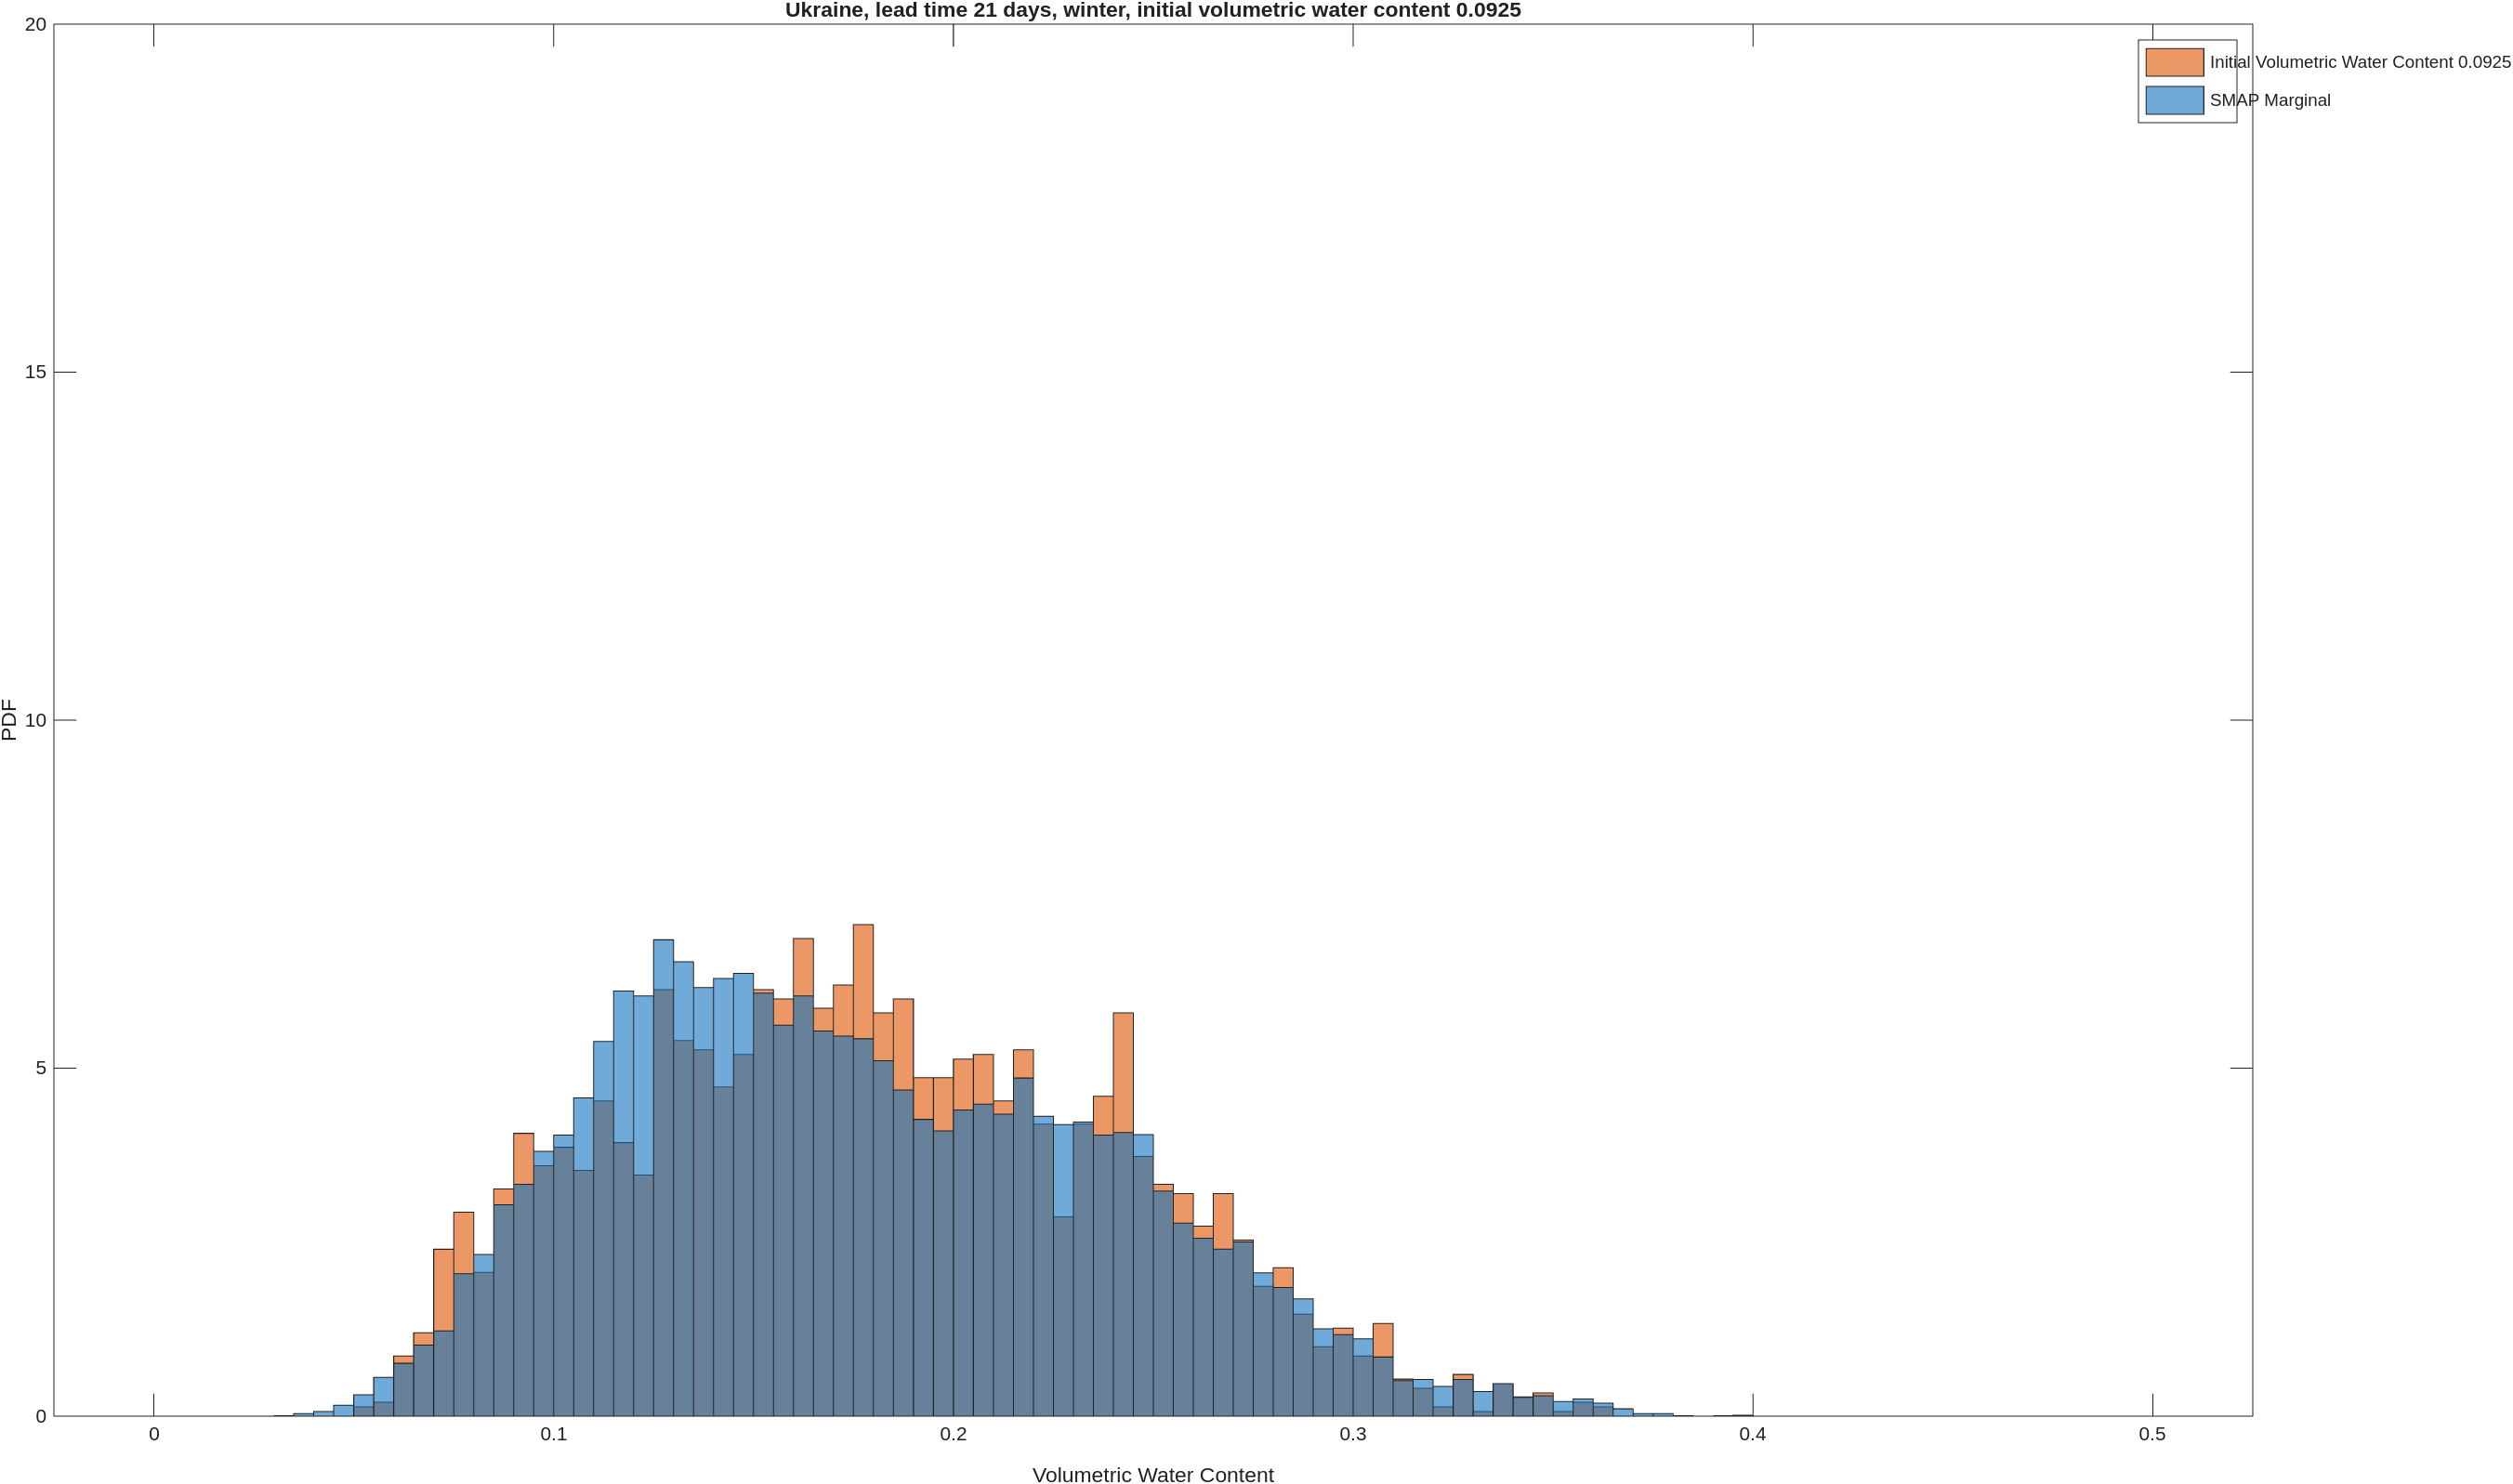 Ukraine, lead time 21 days, winter, initial volumetric water content 0.0925
20
15
10
5
0
PDF
Initial Volumetric Water Content 0.0925
SMAP Marginal
0 0.1 0.2 0.3 0.4 0.5
Volumetric Water Content